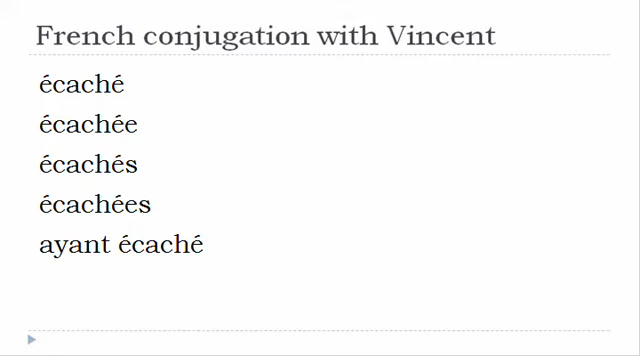 French conjugation with Vincent
écaché
écachée
écachés
écachées
ayant écaché